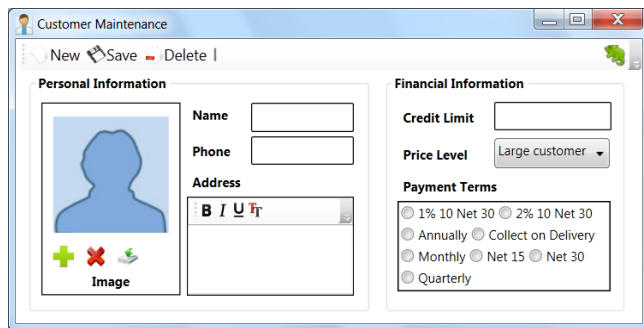 Customer Maintenance
New Save Delete
Personal Information
Name
Phone
Address
B I U TT
Image
Financial Information
Credit Limit
Price Level Large customer
Payment Terms
1% 10 Net 30 2% 10 Net 30
Annually Collect on Delivery
Monthly Net 15 Net 30
Quarterly